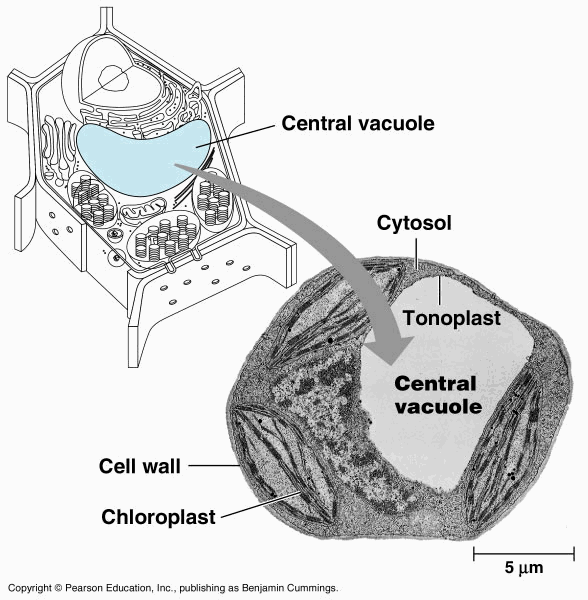 Central vacuole
Cytosol
Tonoplast
Central
vacuole
Cell wall
Chloroplast
5 μm
Copyright © Pearson Education, Inc., publishing as Benjamin Cummings.